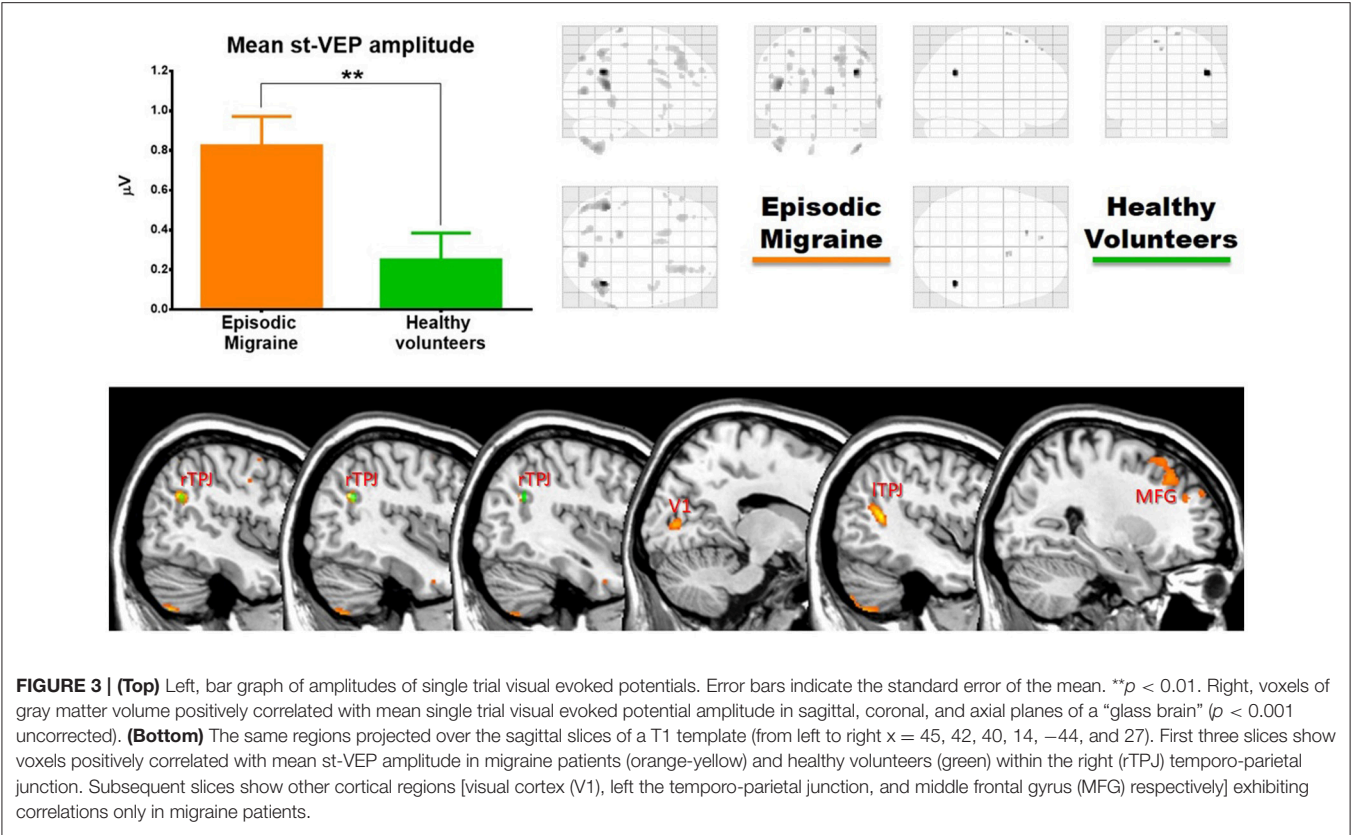 Mean st-VEP amplitude
**
1.2
1.0
0.8
0.6
0.4
0.2
0.0
µV
Episodic
Migraine
Healthy
volunteers
Episodic
Migraine
Healthy
Volunteers
rTPJ
rTPJ
rTPJ
V1
lTPJ
MFG
FIGURE 3 | (Top) Left, bar graph of amplitudes of single trial visual evoked potentials. Error bars indicate the standard error of the mean. **p < 0.01. Right, voxels of
gray matter volume positively correlated with mean single trial visual evoked potential amplitude in sagittal, coronal, and axial planes of a “glass brain” (p < 0.001
uncorrected). (Bottom) The same regions projected over the sagittal slices of a T1 template (from left to right x = 45, 42, 40, 14, −44, and 27). First three slices show
voxels positively correlated with mean st-VEP amplitude in migraine patients (orange-yellow) and healthy volunteers (green) within the right (rTPJ) temporo-parietal
junction. Subsequent slices show other cortical regions [visual cortex (V1), left the temporo-parietal junction, and middle frontal gyrus (MFG) respectively] exhibiting
correlations only in migraine patients.